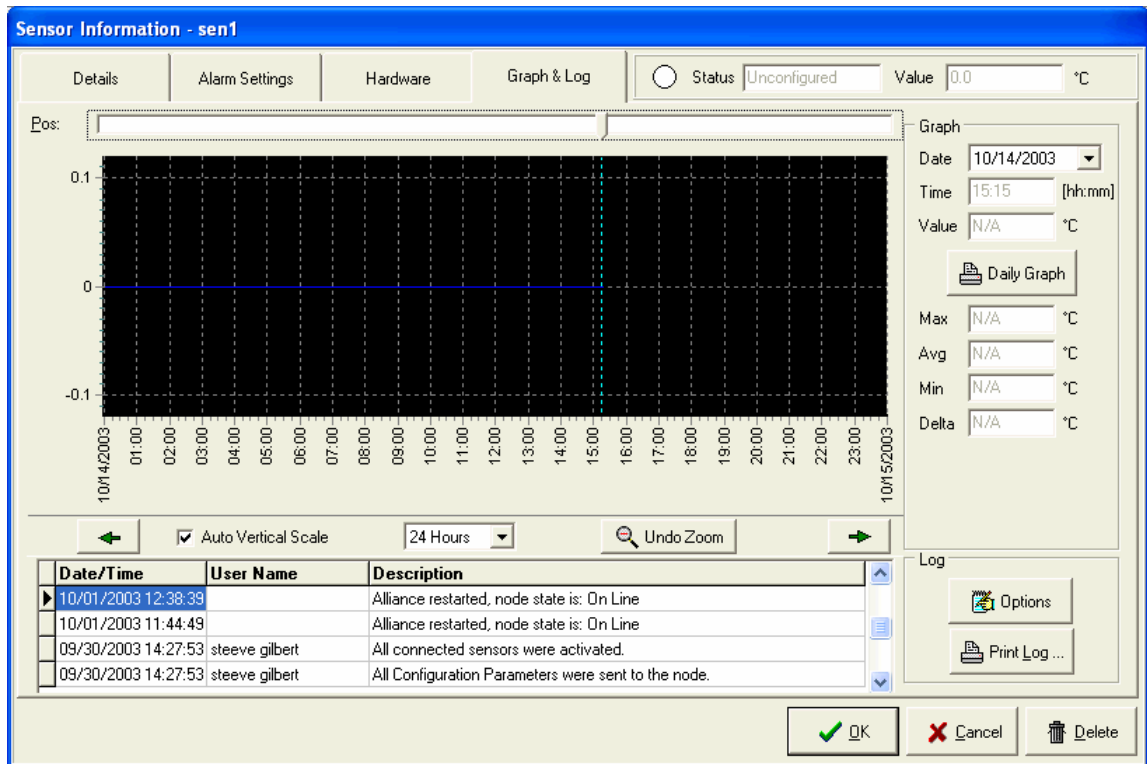 Sensor Information - sen1
Details Alarm Settings Hardware Graph & Log Status Unconfigured Value 0.0 °C
Pos:
0.1
0
-0.1
10/14/2003 01:00 02:00 03:00 04:00 05:00 06:00 07:00 08:00 09:00 10:00 11:00 12:00 13:00 14:00 15:00 16:00 17:00 18:00 19:00 20:00 21:00 22:00 23:00 10/15/2003
Graph
Date 10/14/2003
Time 15:15 [hh:mm]
Value N/A °C
Daily Graph
Max N/A °C
Avg N/A °C
Min N/A °C
Delta N/A °C
Auto Vertical Scale 24 Hours Undo Zoom
Date/Time User Name Description
10/01/2003 12:38:39 Alliance restarted, node state is: On Line
10/01/2003 11:44:49 Alliance restarted, node state is: On Line
09/30/2003 14:27:53 steeve gilbert All connected sensors were activated.
09/30/2003 14:27:53 steeve gilbert All Configuration Parameters were sent to the node.
Log
Options
Print Log ...
OK Cancel Delete